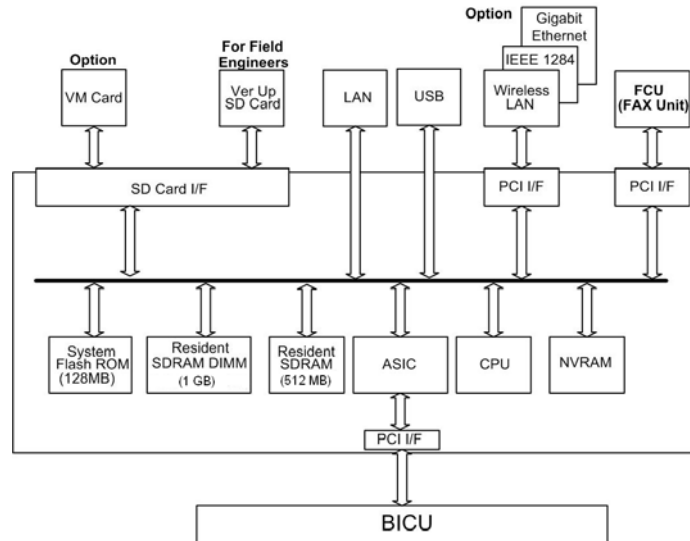 Option
Gigabit
Ethernet
IEEE 1284
For Field
Engineers
Option
VM Card
Ver Up
SD Card
LAN
USB
Wireless
LAN
FCU
(FAX Unit)
SD Card I/F
PCI I/F
PCI I/F
System
Flash ROM
(128MB)
Resident
SDRAM DIMM
(1 GB)
Resident
SDRAM
(512 MB)
ASIC
CPU
NVRAM
PCI I/F
BICU